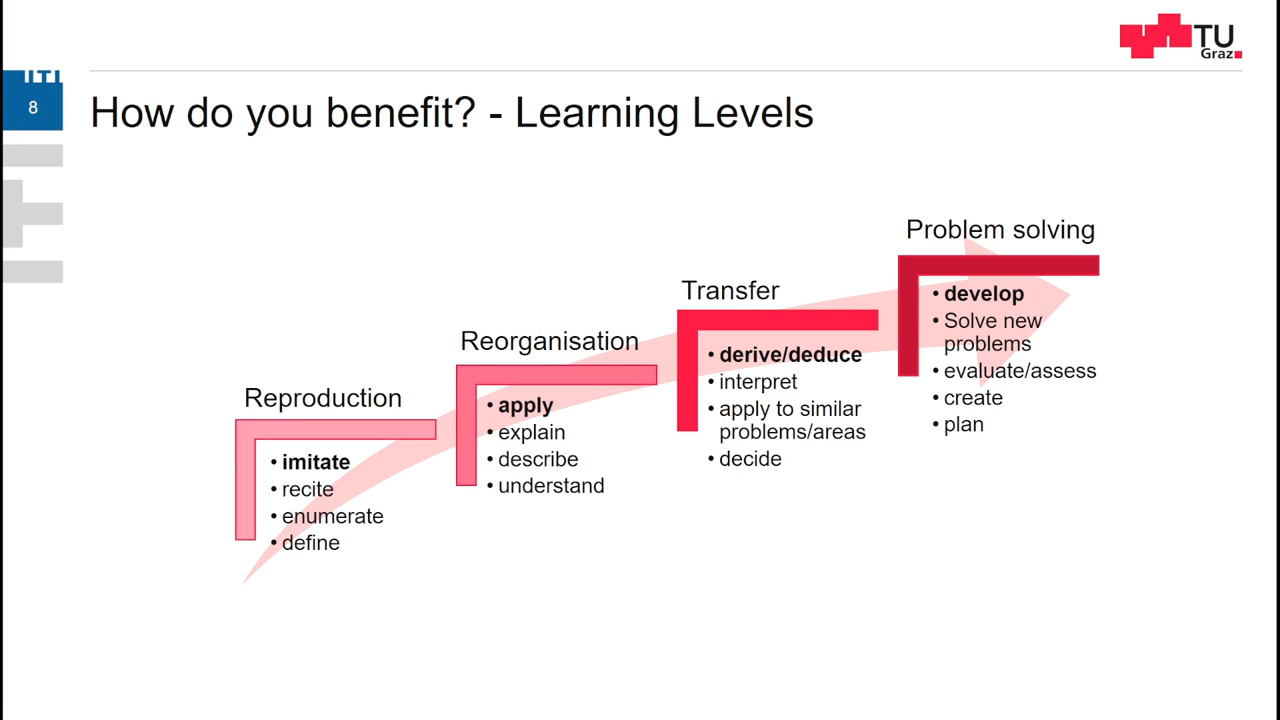 TU
Graz
8
How do you benefit? - Learning Levels
Reproduction
• imitate
• recite
• enumerate
• define
Reorganisation
• apply
• explain
• describe
• understand
Transfer
• derive/deduce
• interpret
• apply to similar
problems/areas
• decide
Problem solving
• develop
• Solve new
problems
• evaluate/assess
• create
• plan